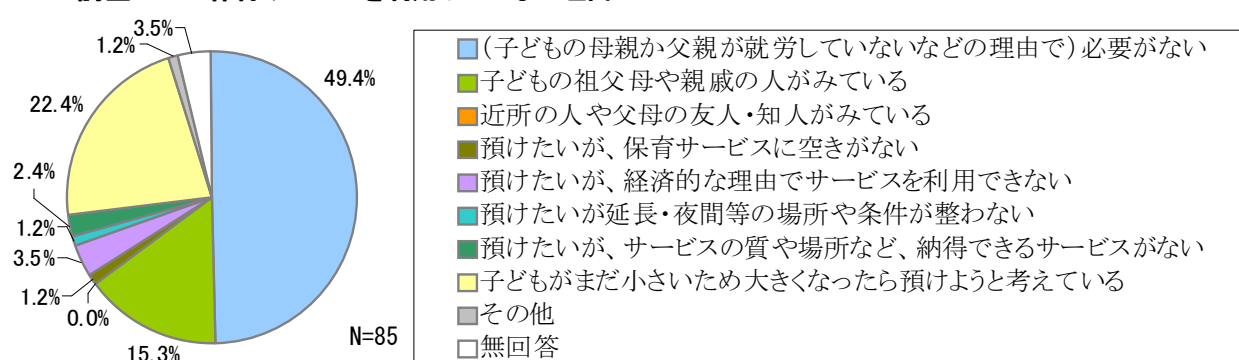 3.5%
1.2%
49.4%
22.4%
2.4%
1.2%
3.5%
1.2%
0.0%
15.3%
N=85
(子どもの母親か父親が就労していないなどの理由で)必要がない
子どもの祖父母や親戚の人がみている
近所の人や父母の友人・知人がみている
預けたいが、保育サービスに空きがない
預けたいが、経済的な理由でサービスを利用できない
預けたいが延長・夜間等の場所や条件が整わない
預けたいが、サービスの質や場所など、納得できるサービスがない
子どもがまだ小さいため大きくなったら預けようと考えている
その他
無回答